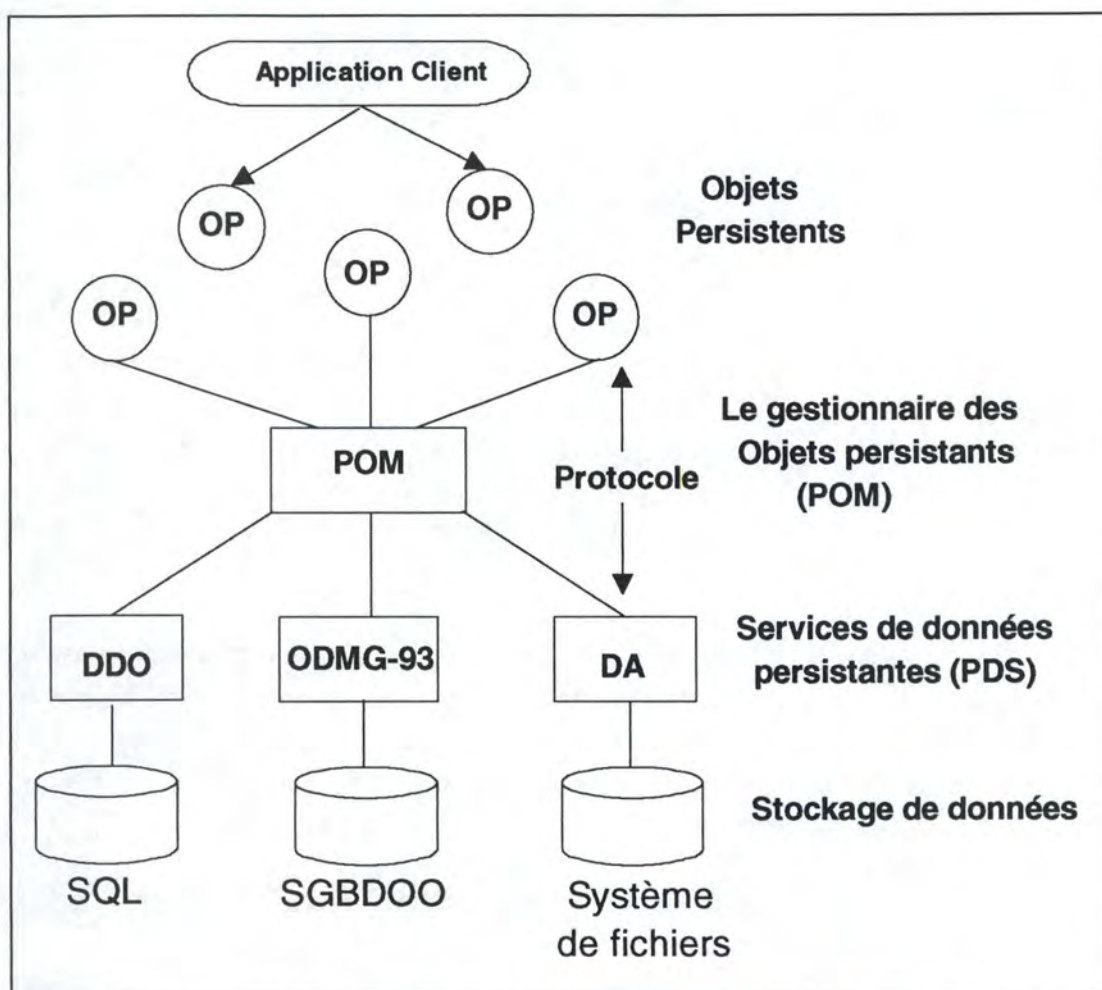 Application Client
OP
OP
Objets
Persistents
OP
OP
OP
Le gestionnaire des
Objets persistants
(POM)
POM
Protocole
Services de données
persistantes (PDS)
DDO
ODMG-93
DA
Stockage de données
SQL
SGBDOO
Système
de fichiers